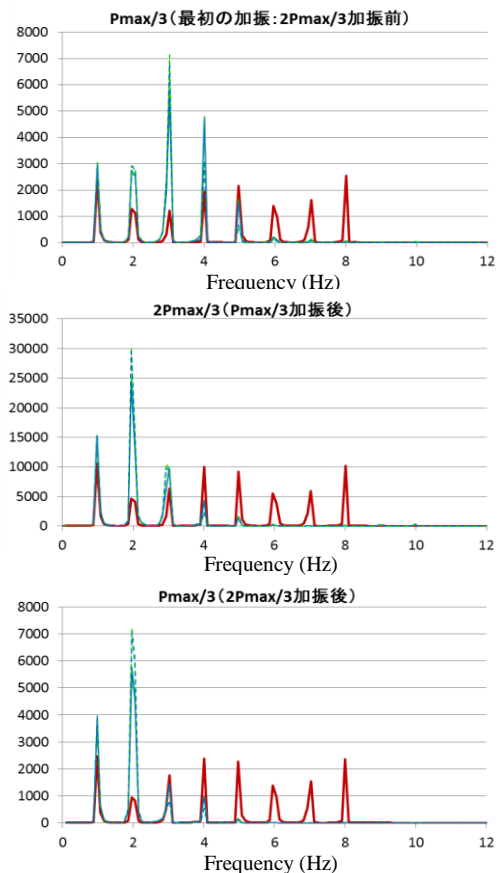 Pmax/3(最初の加振:2Pmax/3加振前)
8000
7000
6000
5000
4000
3000
2000
1000
0
0 2 4 6 8 10 12
Frequency (Hz)
2Pmax/3(Pmax/3加振後)
35000
30000
25000
20000
15000
10000
5000
0
0 2 4 6 8 10 12
Frequency (Hz)
Pmax/3(2Pmax/3加振後)
8000
7000
6000
5000
4000
3000
2000
1000
0
0 2 4 6 8 10 12
Frequency (Hz)